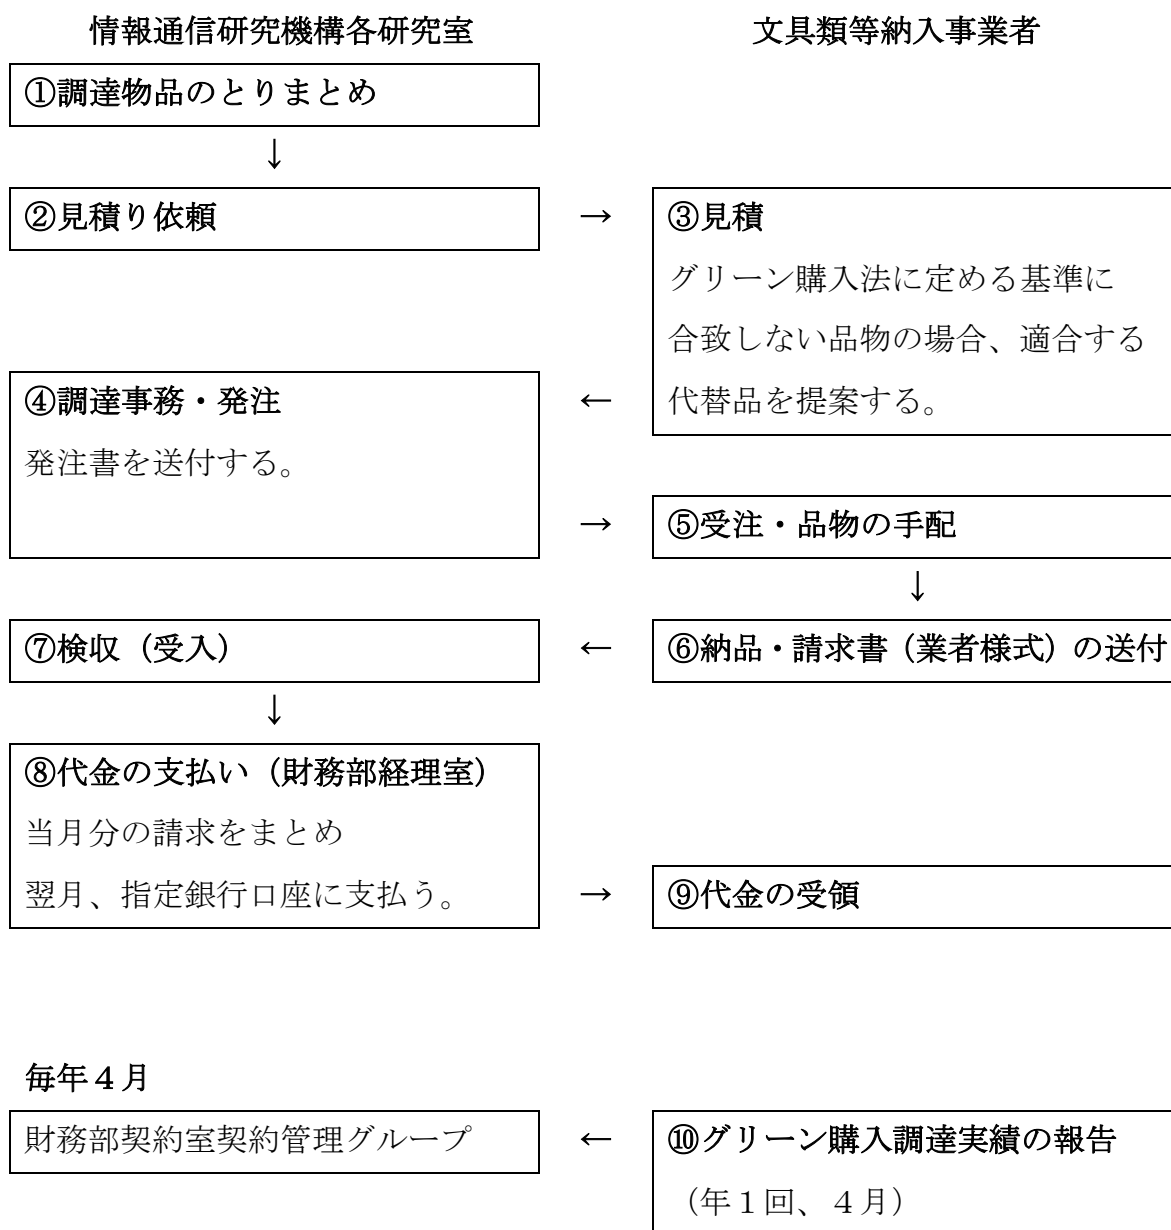 情報通信研究機構各研究室
文具類等納入事業者
①調達物品のとりまとめ
↓
②見積り依頼
→
③見積
グリーン購入法に定める基準に
合致しない品物の場合、適合する
代替品を提案する。
←
④調達事務・発注
発注書を送付する。
→
⑤受注・品物の手配
↓
⑥納品・請求書（業者様式）の送付
←
⑦検収（受入）
↓
⑧代金の支払い（財務部経理室）
当月分の請求をまとめ
翌月、指定銀行口座に支払う。
→
⑨代金の受領
毎年４月
財務部契約室契約管理グループ
←
⑩グリーン購入調達実績の報告
（年１回、４月）